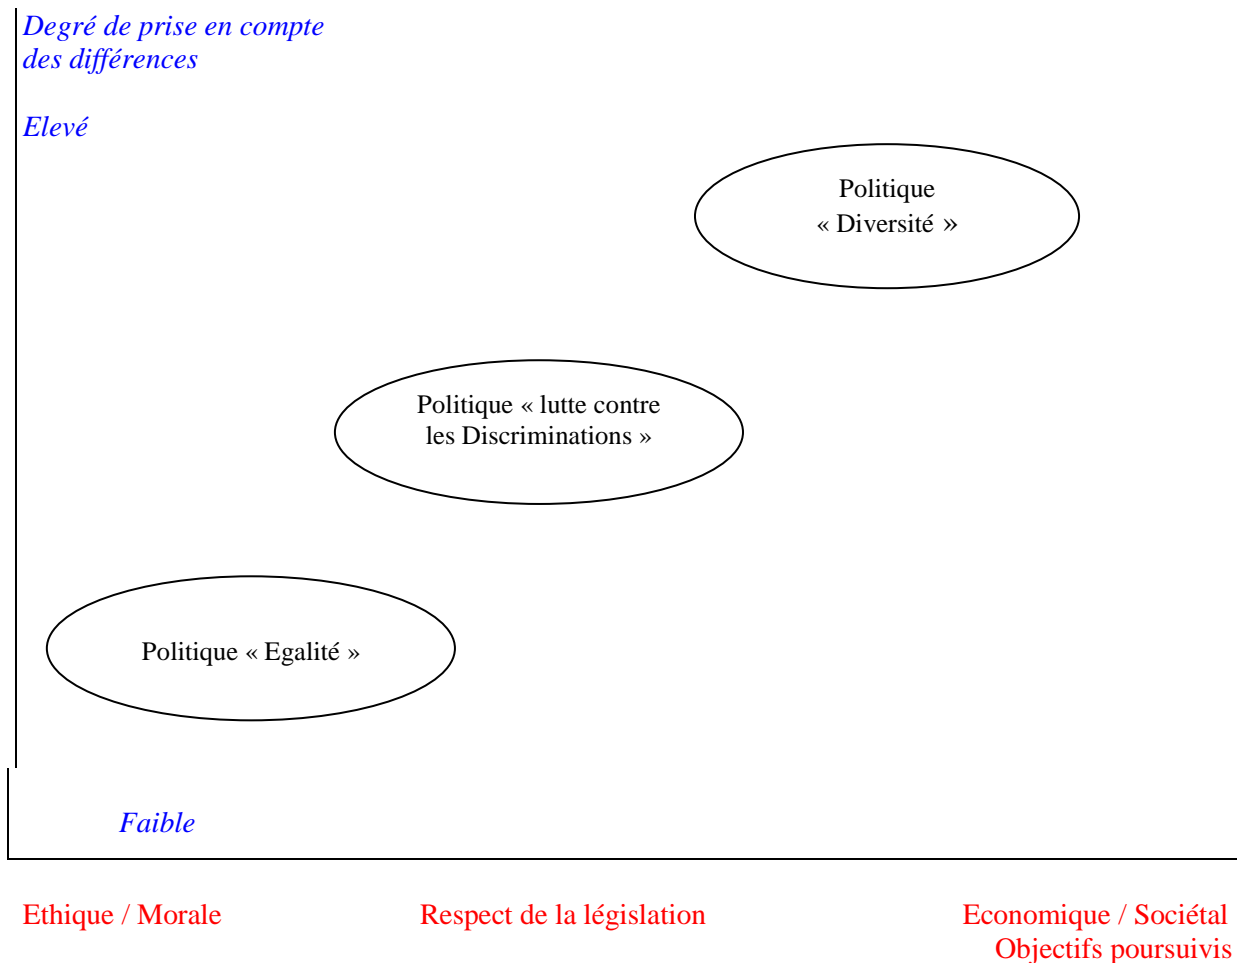 Degré de prise en compte
des différences
Elevé
Politique
« Diversité »
Politique « lutte contre
les Discriminations »
Politique « Egalité »
Faible
Ethique / Morale
Respect de la législation
Economique / Sociétal
Objectifs poursuivis